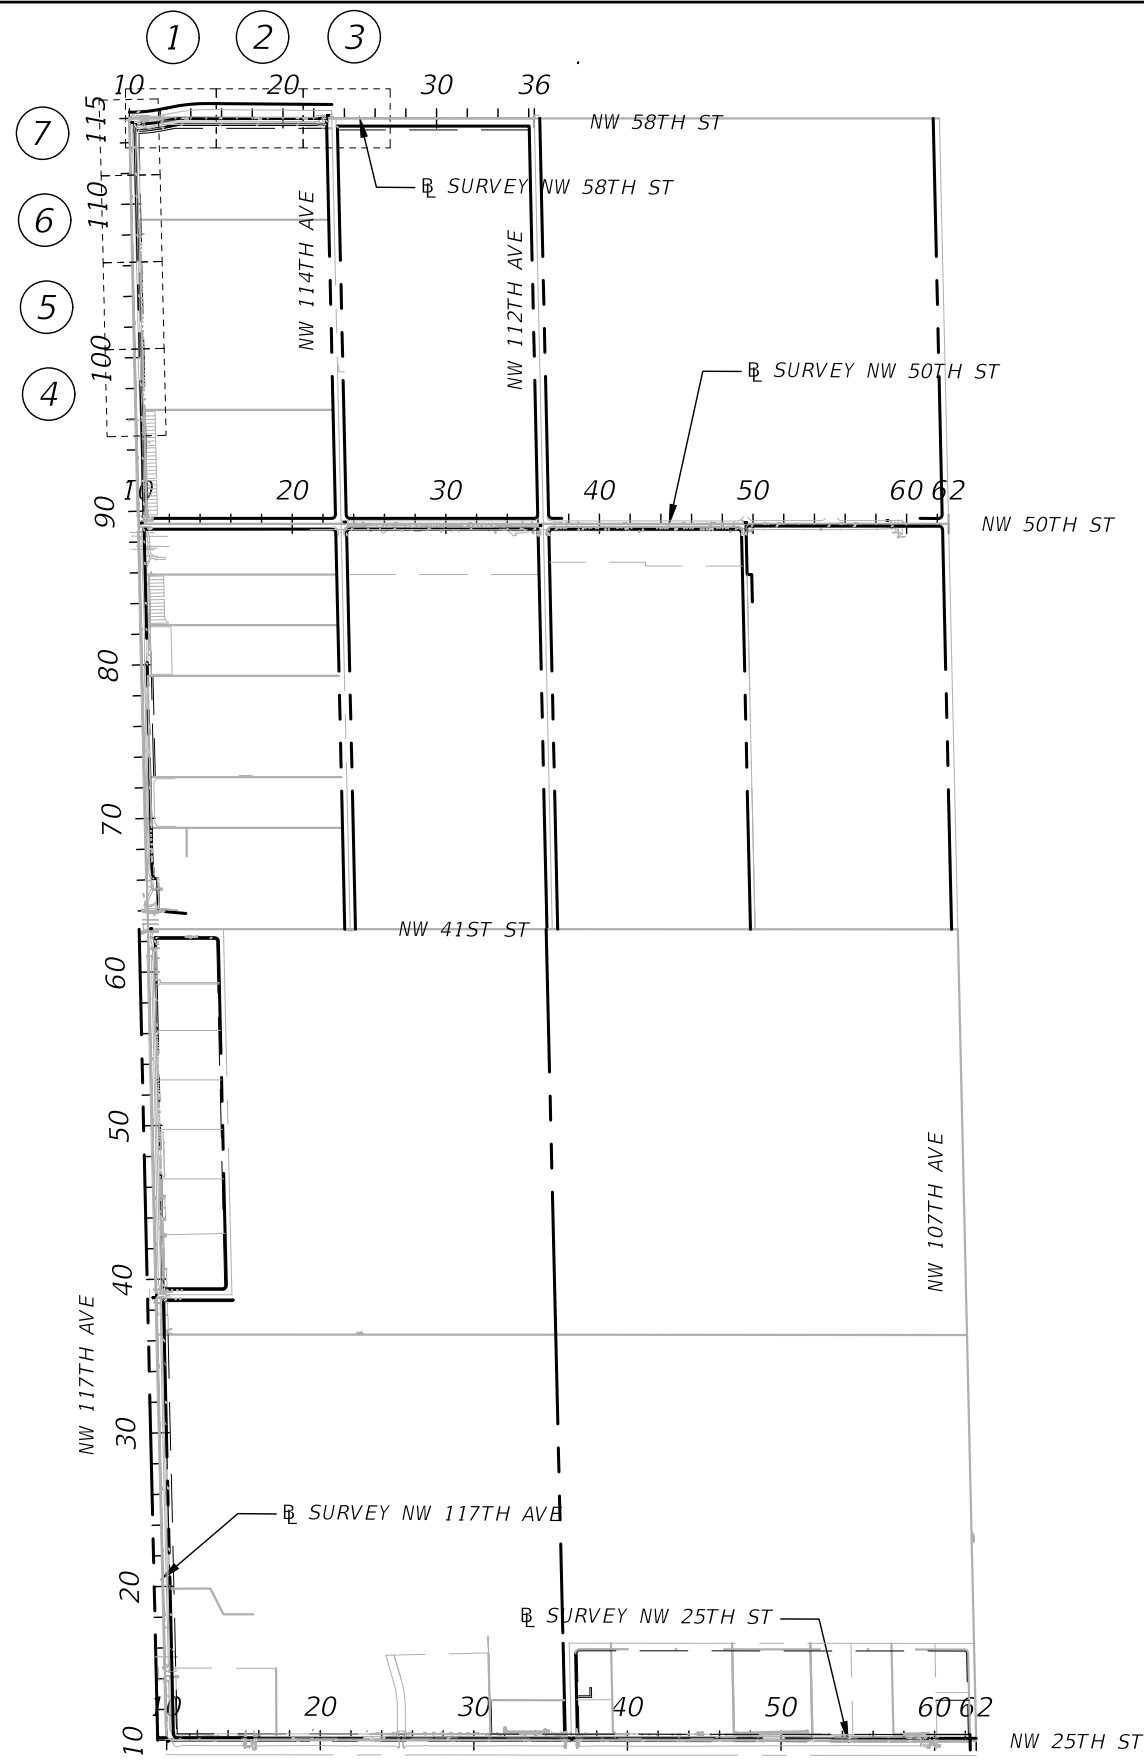 1 2 3
10 20 30 36
NW 58TH ST
7
115
℄ SURVEY NW 58TH ST
6
110
NW 114TH AVE
NW 112TH AVE
5
100
4
℄ SURVEY NW 50TH ST
10 20 30 40 50 60 62
90
NW 50TH ST
80
70
NW 41ST ST
60
50
NW 107TH AVE
40
NW 117TH AVE
30
℄ SURVEY NW 117TH AVE
20
℄ SURVEY NW 25TH ST
10 20 30 40 50 60 62
10
NW 25TH ST